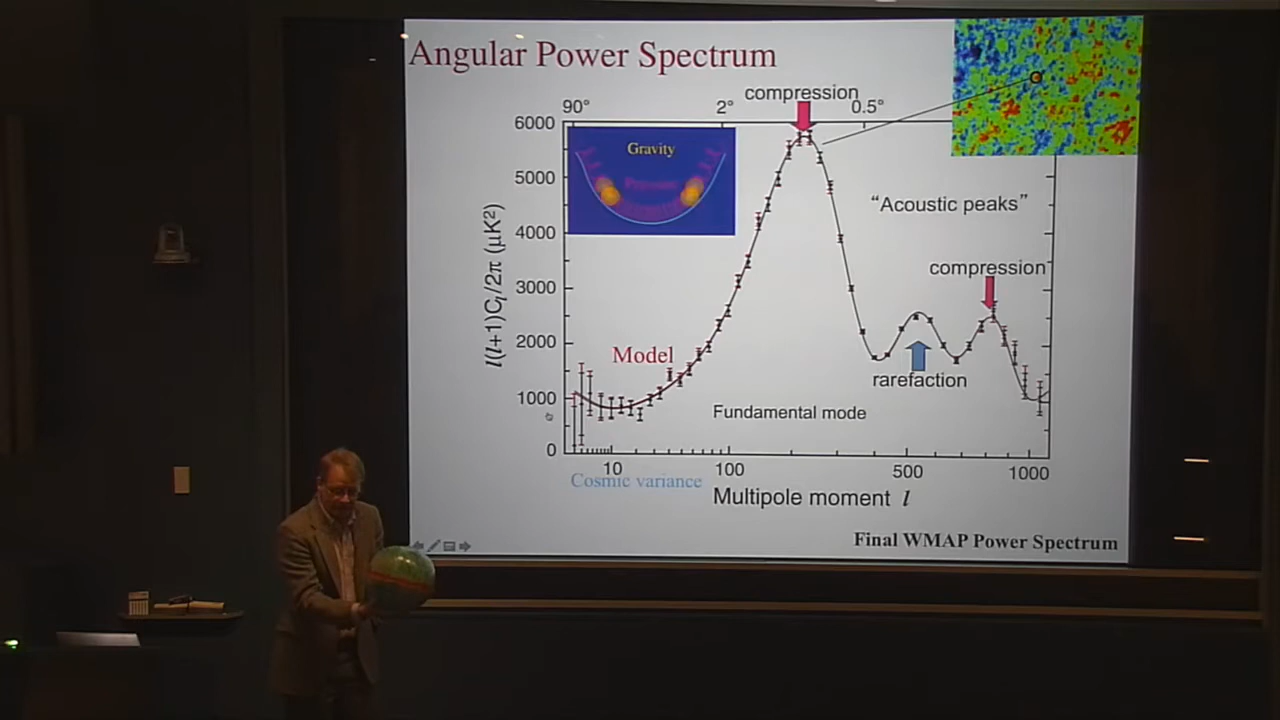 Angular Power Spectrum
compression
90° 2° 0.5°
6000
Gravity
5000
"Acoustic peaks"
4000
l(l+1)Cl/2π (μK²)
compression
3000
2000
Model
rarefaction
1000
Fundamental mode
0
10 100 500 1000
Cosmic variance
Multipole moment l
Final WMAP Power Spectrum